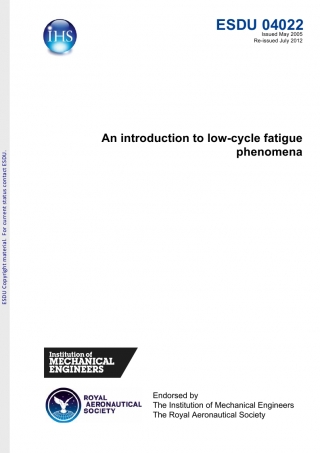 IHS
ESDU 04022
Issued May 2005
Re-issued July 2012
An introduction to low-cycle fatigue
phenomena
ESDU Copyright material. For current status contact ESDU.
Institution of
MECHANICAL
ENGINEERS
ROYAL
AERONAUTICAL
SOCIETY
Endorsed by
The Institution of Mechanical Engineers
The Royal Aeronautical Society